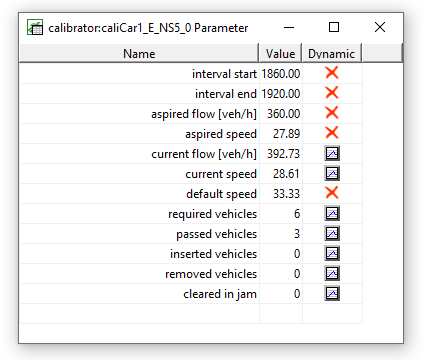 calibrator:caliCar1_E_NS5_0 Parameter
Name Value Dynamic
interval start 1860.00
interval end 1920.00
aspired flow [veh/h] 360.00
aspired speed 27.89
current flow [veh/h] 392.73
current speed 28.61
default speed 33.33
required vehicles 6
passed vehicles 3
inserted vehicles 0
removed vehicles 0
cleared in jam 0